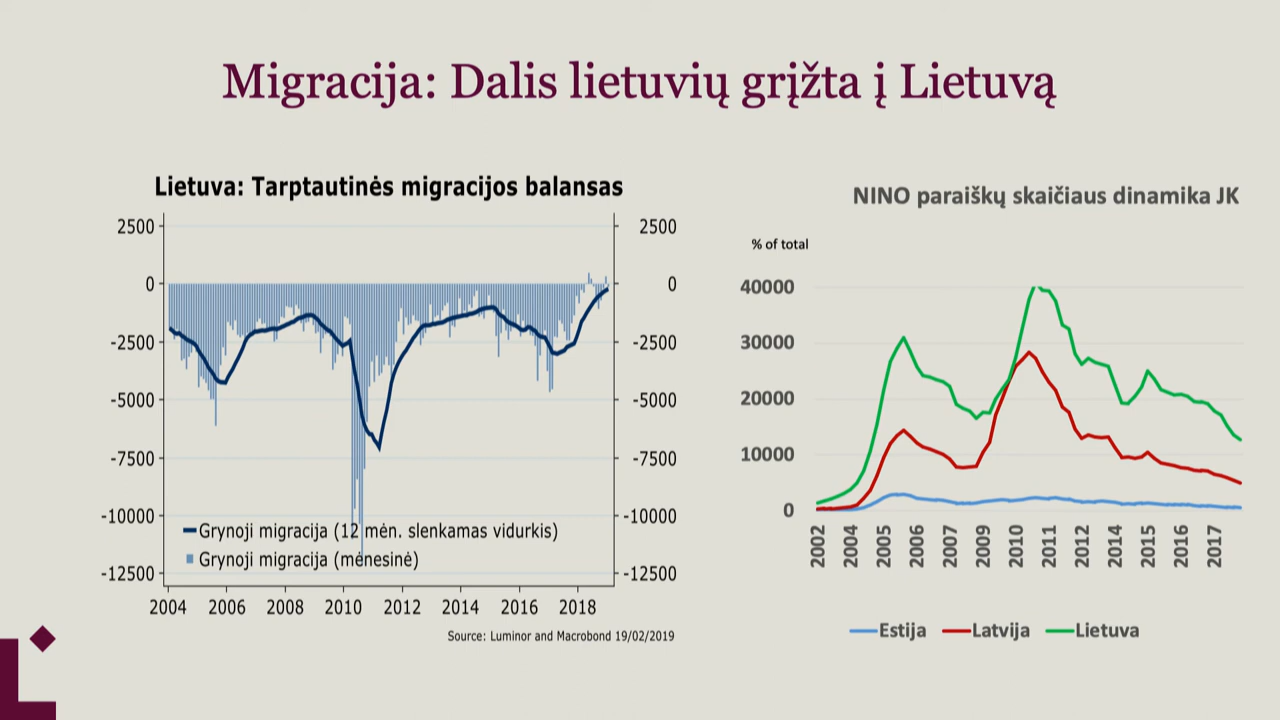 Migracija: Dalis lietuvių grįžta į Lietuvą
Lietuva: Tarptautinės migracijos balansas
2500
0
-2500
-5000
-7500
-10000
-12500
2500
0
-2500
-5000
-7500
-10000
-12500
Grynoji migracija (12 mėn. slenkamas vidurkis)
Grynoji migracija (mėnesinė)
2004 2006 2008 2010 2012 2014 2016 2018
Source: Luminor and Macrobond 19/02/2019
NINO paraiškų skaičiaus dinamika JK
% of total
40000
30000
20000
10000
0
2002 2004 2005 2006 2007 2009 2010 2011 2012 2014 2015 2016 2017
Estija Latvija Lietuva